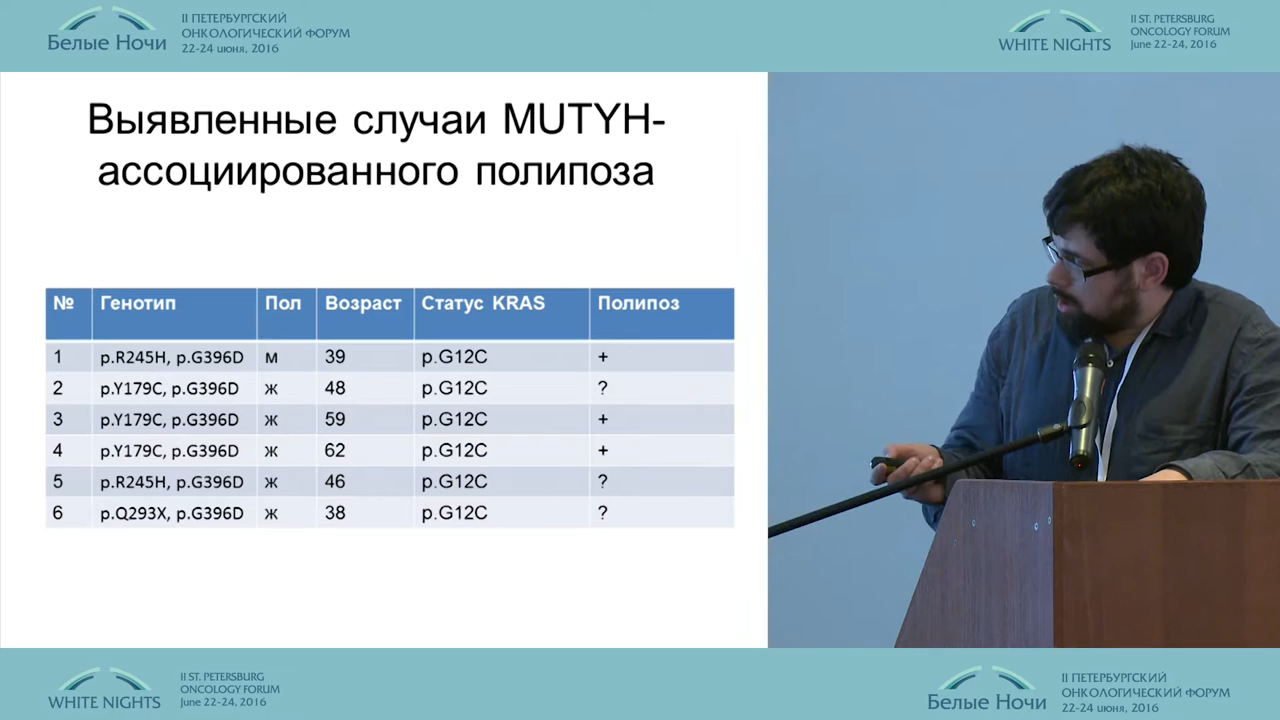 Белые Ночи
II ПЕТЕРБУРГСКИЙ
ОНКОЛОГИЧЕСКИЙ ФОРУМ
22-24 июня, 2016
WHITE NIGHTS
II ST. PETERSBURG
ONCOLOGY FORUM
June 22-24, 2016
Выявленные случаи MUTYH-
ассоциированного полипоза
№ Генотип Пол Возраст Статус KRAS Полипоз
1 p.R245H, p.G396D м 39 p.G12C +
2 p.Y179C, p.G396D ж 48 p.G12C ?
3 p.Y179C, p.G396D ж 59 p.G12C +
4 p.Y179C, p.G396D ж 62 p.G12C +
5 p.R245H, p.G396D ж 46 p.G12C ?
6 p.Q293X, p.G396D ж 38 p.G12C ?
WHITE NIGHTS
II ST. PETERSBURG
ONCOLOGY FORUM
June 22-24, 2016
Белые Ночи
II ПЕТЕРБУРГСКИЙ
ОНКОЛОГИЧЕСКИЙ ФОРУМ
22-24 июня, 2016